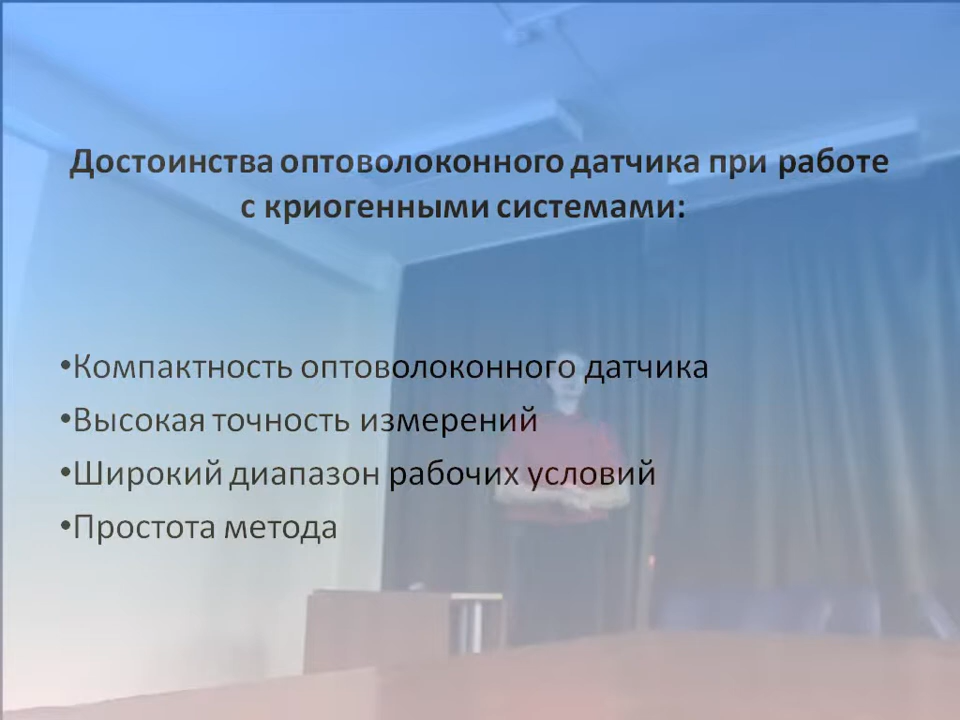 Достоинства оптоволоконного датчика при работе
с криогенными системами:
•Компактность оптоволоконного датчика
•Высокая точность измерений
•Широкий диапазон рабочих условий
•Простота метода